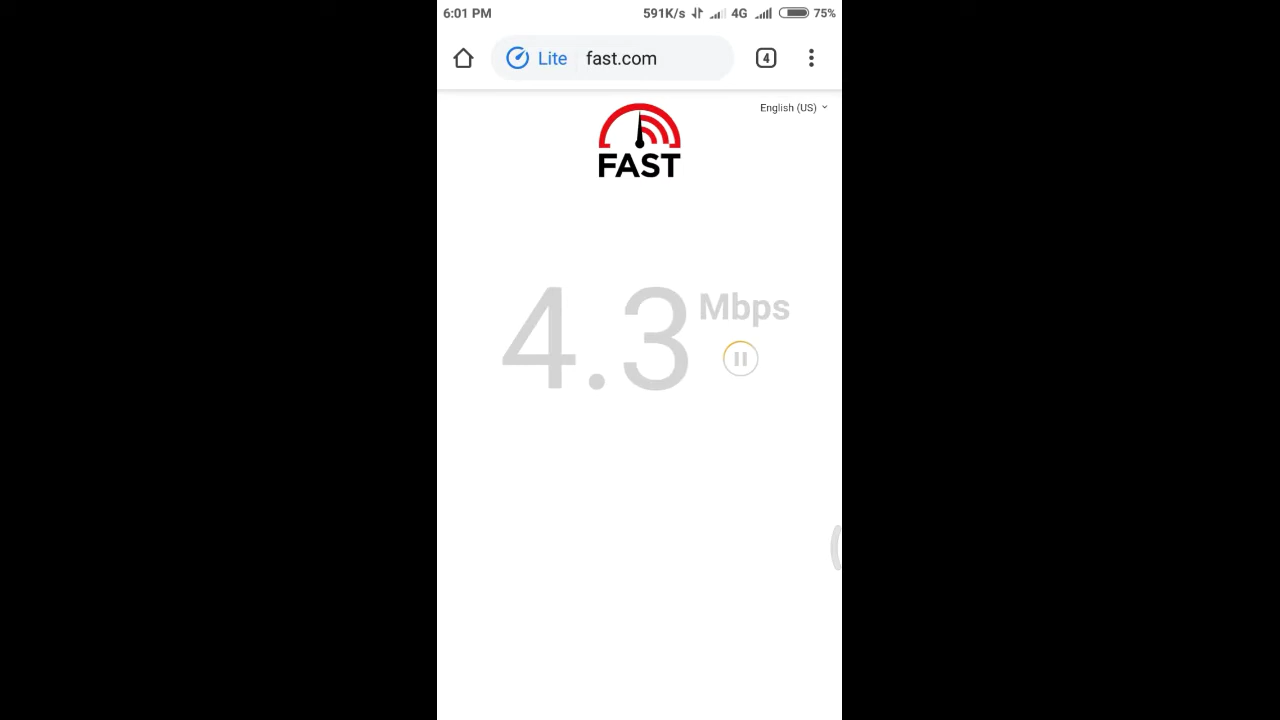 6:01 PM 591K/s 4G 75%
Lite fast.com 4
English (US)
FAST
4.3 Mbps